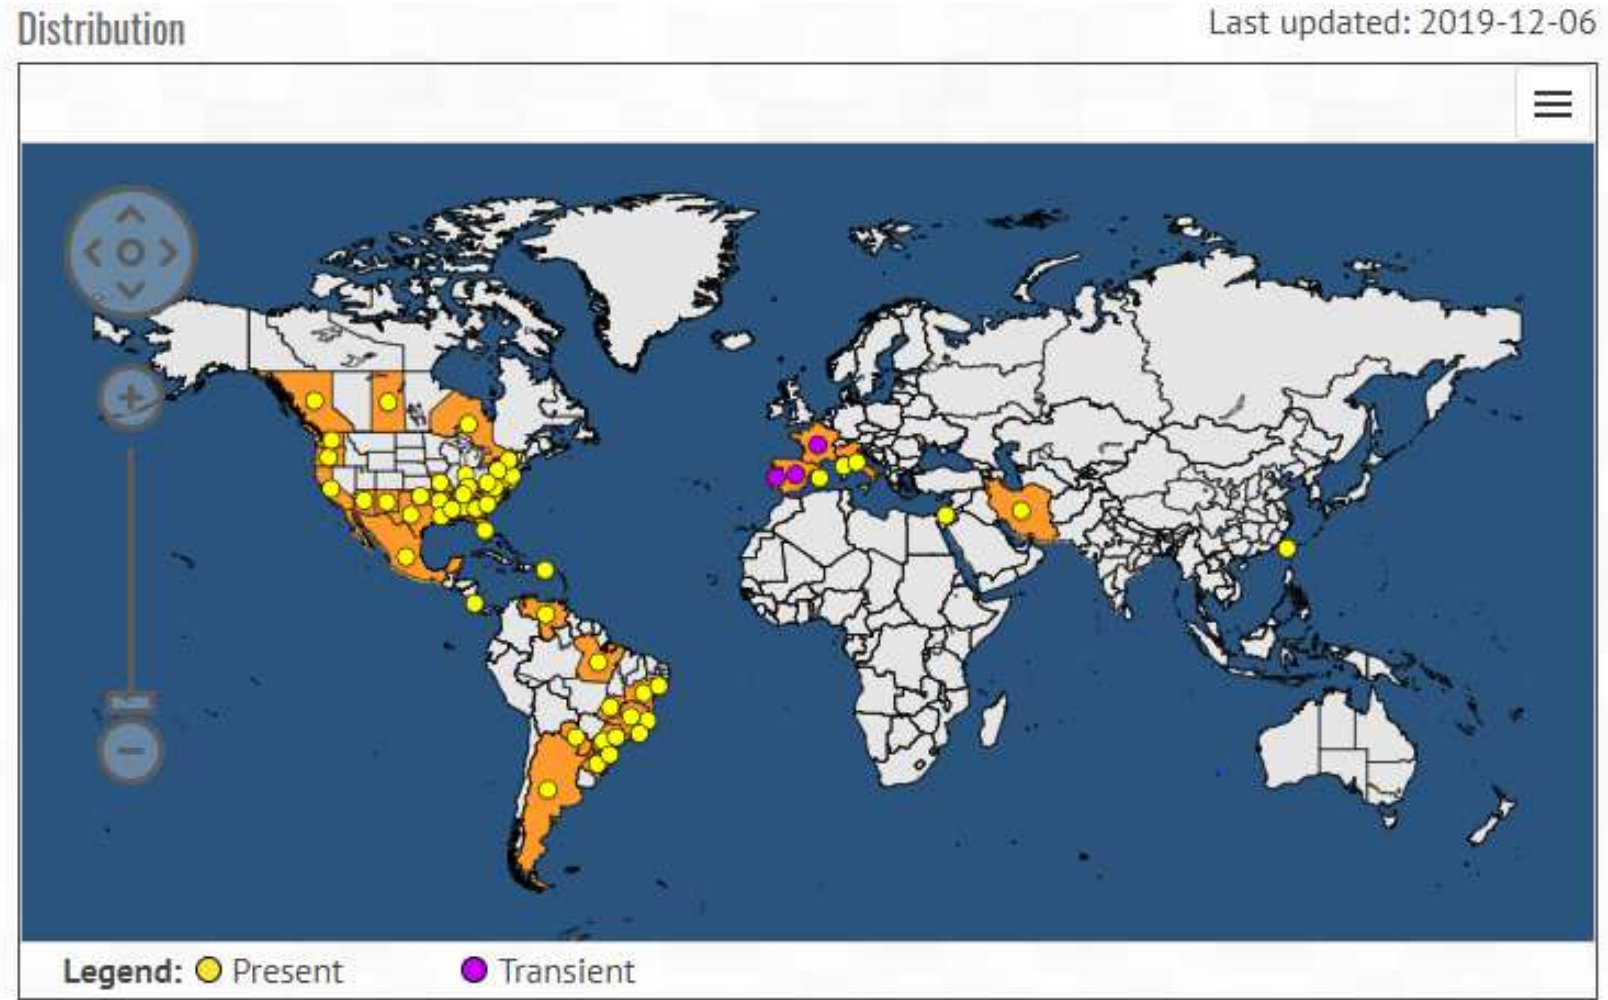 Distribution
Last updated: 2019-12-06
Legend: Present Transient